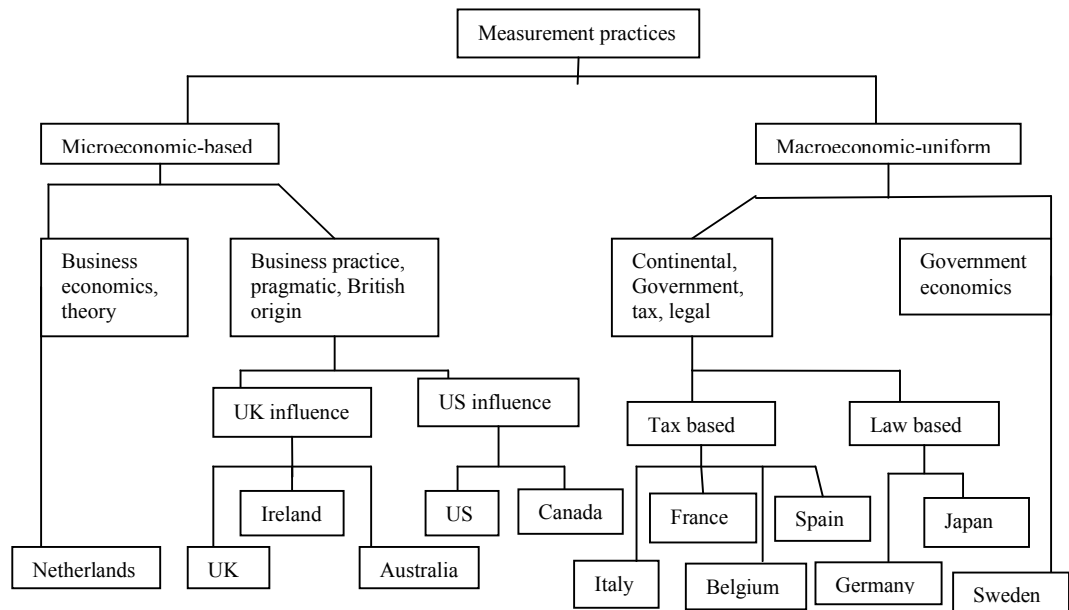 Measurement practices
Microeconomic-based
Macroeconomic-uniform
Business
economics,
theory
Business practice,
pragmatic, British
origin
Continental,
Government,
tax, legal
Government
economics
UK influence
US influence
Tax based
Law based
Ireland
US
Canada
France
Spain
Japan
Netherlands
UK
Australia
Italy
Belgium
Germany
Sweden